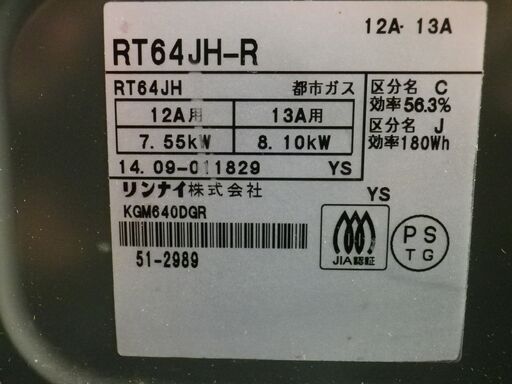 12A・13A
RT64JH-R
RT64JH 都市ガス
12A用 13A用
7.55kW 8.10kW
14.09-011829 YS
区分名 C
効率56.3%
区分名 J
効率180Wh
リンナイ株式会社
KGM640DGR
YS
51-2989
JIA認証
PS
TG